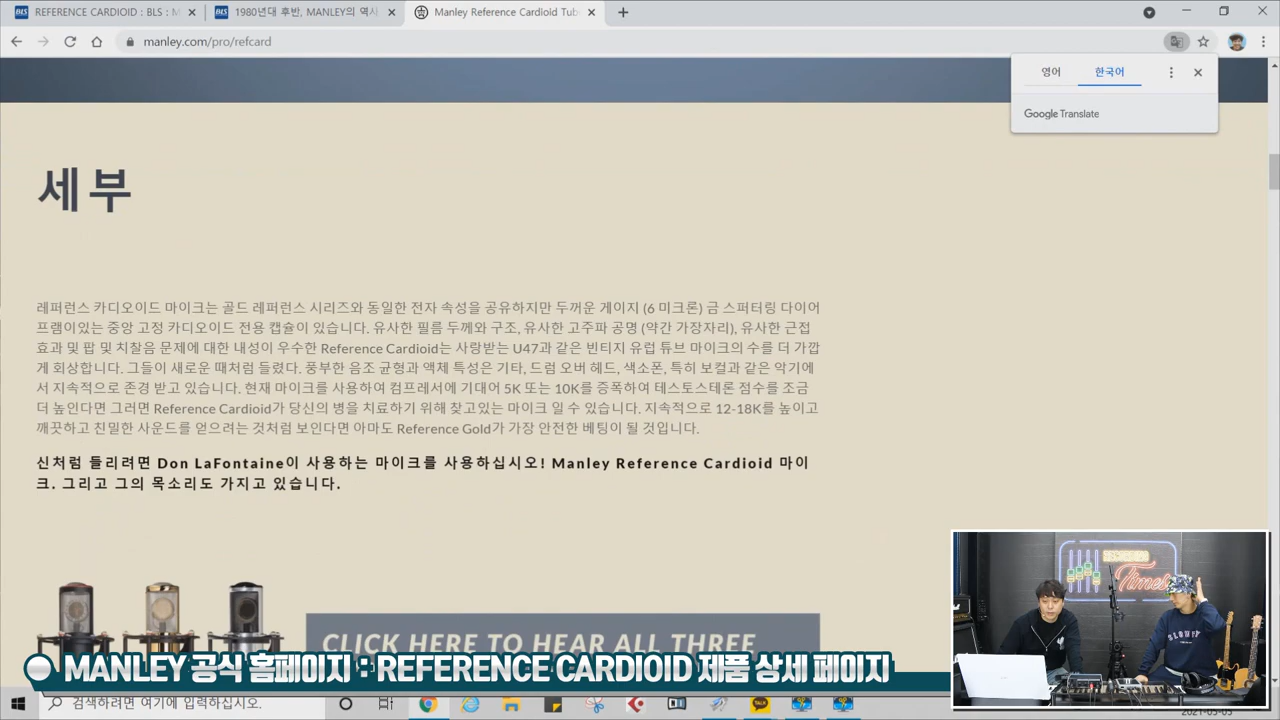 REFERENCE CARDIOID : BLS : M
1980년대 후반, MANLEY의 역사
Manley Reference Cardioid Tub
manley.com/pro/refcard
영어
한국어
Google Translate
세부
레퍼런스 카디오이드 마이크는 골드 레퍼런스 시리즈와 동일한 전자 속성을 공유하지만 두꺼운 게이지 (6 미크론) 금 스퍼터링 다이어
프램이있는 중앙 고정 카디오이드 전용 캡슐이 있습니다. 유사한 필름 두께와 구조, 유사한 고주파 공명 (약간 가장자리), 유사한 근접
효과 및 팝 및 치찰음 문제에 대한 내성이 우수한 Reference Cardioid는 사랑받는 U47과 같은 빈티지 유럽 튜브 마이크의 수를 더 가깝
게 회상합니다. 그들이 새로운 때처럼 들렸다. 풍부한 음조 균형과 액체 특성은 기타, 드럼 오버 헤드, 색소폰, 특히 보컬과 같은 악기에
서 지속적으로 존경 받고 있습니다. 현재 마이크를 사용하여 컴프레서에 기대어 5K 또는 10K를 증폭하여 테스토스테론 점수를 조금
더 높인다면 그러면 Reference Cardioid가 당신의 병을 치료하기 위해 찾고있는 마이크 일 수 있습니다. 지속적으로 12-18K를 높이고
깨끗하고 친밀한 사운드를 얻으려는 것처럼 보인다면 아마도 Reference Gold가 가장 안전한 베팅이 될 것입니다.
신처럼 들리려면 Don LaFontaine이 사용하는 마이크를 사용하십시오! Manley Reference Cardioid 마이
크. 그리고 그의 목소리도 가지고 있습니다.
CLICK HERE TO HEAR ALL THREE
RECORDING
Times
MANLEY 공식 홈페이지 : REFERENCE CARDIOID 제품 상세 페이지
검색하려면 여기에 입력하십시오.